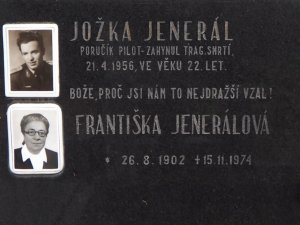 JOŽKA JENERÁL
PORUČÍK PILOT-ZAHYNUL TRAG. SMRTÍ,
21.4.1956, VE VĚKU 22. LET.
BOŽE, PROČ JSI NÁM TO NEJDRAŽŠÍ VZAL!
FRANTIŠKA JENERÁLOVÁ
* 26.8.1902 +15.11.1974